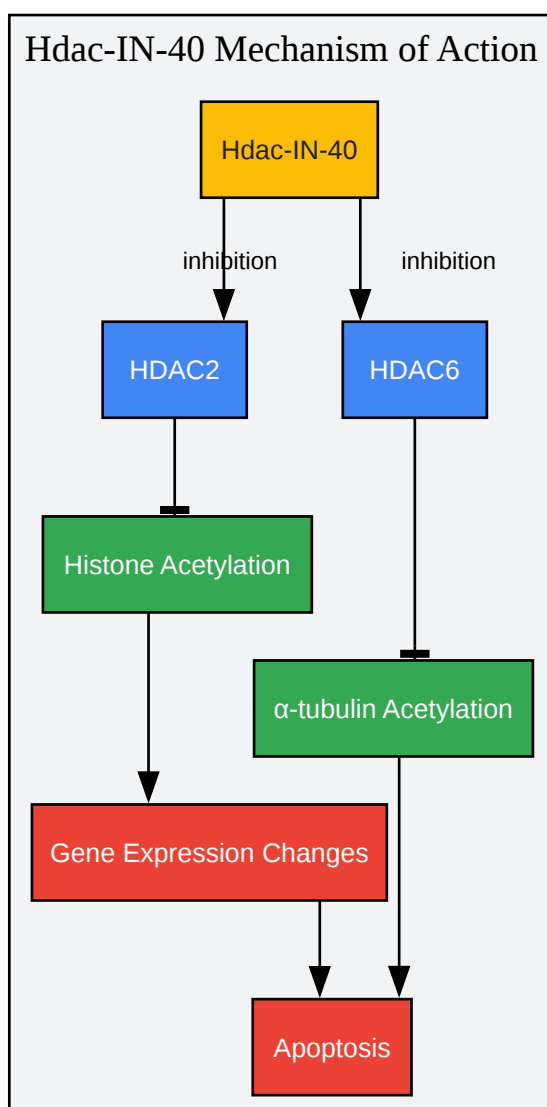 Hdac-IN-40 Mechanism of Action
Hdac-IN-40
inhibition
inhibition
HDAC2
HDAC6
Histone Acetylation
α-tubulin Acetylation
Gene Expression Changes
Apoptosis